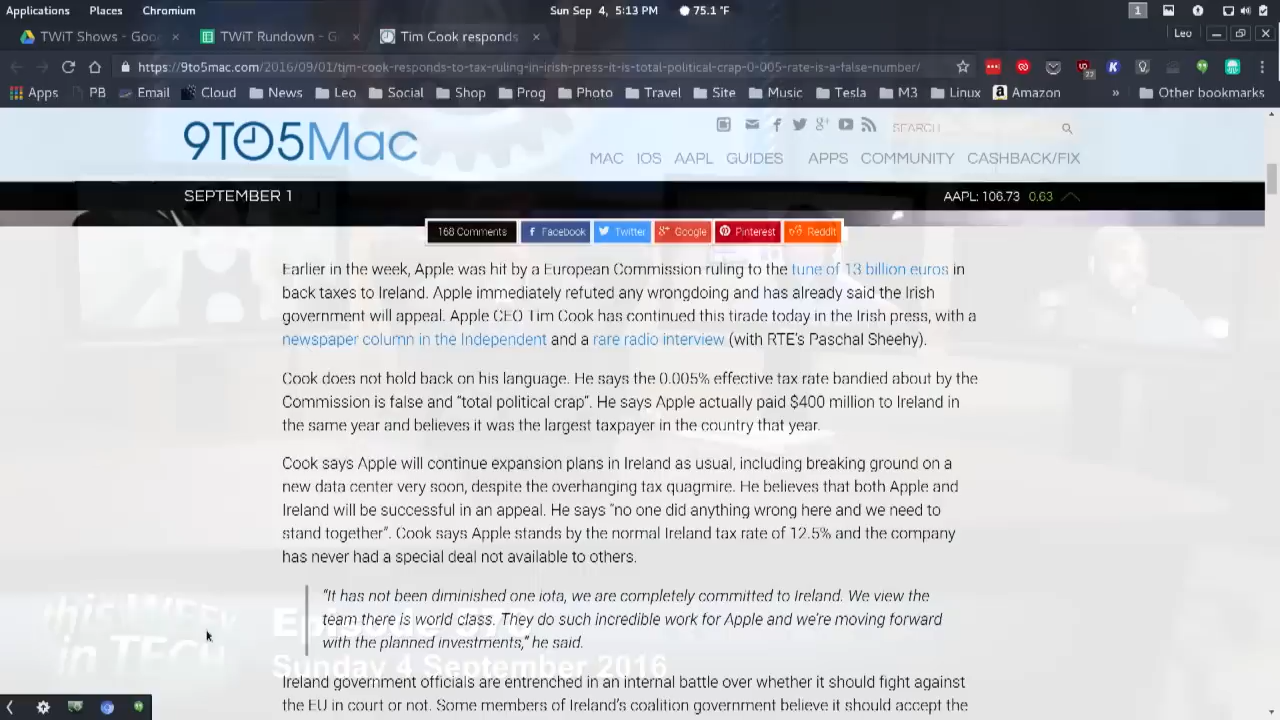 Applications Places Chromium Sun Sep 4, 5:13 PM 75.1 °F 1
TWiT Shows - Goo × TWiT Rundown - G × Tim Cook responds × Leo
https://9to5mac.com/2016/09/01/tim-cook-responds-to-tax-ruling-in-irish-press-it-is-total-political-crap-0-005-rate-is-a-false-number/
Apps PB Email Cloud News Leo Social Shop Prog Photo Travel Site Music Tesla M3 Linux Amazon » Other bookmarks
9TO5Mac
SEARCH
MAC IOS AAPL GUIDES APPS COMMUNITY CASHBACK/FIX
SEPTEMBER 1 AAPL: 106.73 0.63
168 Comments Facebook Twitter Google Pinterest Reddit
Earlier in the week, Apple was hit by a European Commission ruling to the tune of 13 billion euros in
back taxes to Ireland. Apple immediately refuted any wrongdoing and has already said the Irish
government will appeal. Apple CEO Tim Cook has continued this tirade today in the Irish press, with a
newspaper column in the Independent and a rare radio interview (with RTE's Paschal Sheehy).
Cook does not hold back on his language. He says the 0.005% effective tax rate bandied about by the
Commission is false and "total political crap". He says Apple actually paid $400 million to Ireland in
the same year and believes it was the largest taxpayer in the country that year.
Cook says Apple will continue expansion plans in Ireland as usual, including breaking ground on a
new data center very soon, despite the overhanging tax quagmire. He believes that both Apple and
Ireland will be successful in an appeal. He says "no one did anything wrong here and we need to
stand together". Cook says Apple stands by the normal Ireland tax rate of 12.5% and the company
has never had a special deal not available to others.
"It has not been diminished one iota, we are completely committed to Ireland. We view the
team there is world class. They do such incredible work for Apple and we're moving forward
with the planned investments," he said.
this WEEK
in TECH
Episode
Sunday 4 September 2016
Ireland government officials are entrenched in an internal battle over whether it should fight against
the EU in court or not. Some members of Ireland's coalition government believe it should accept the